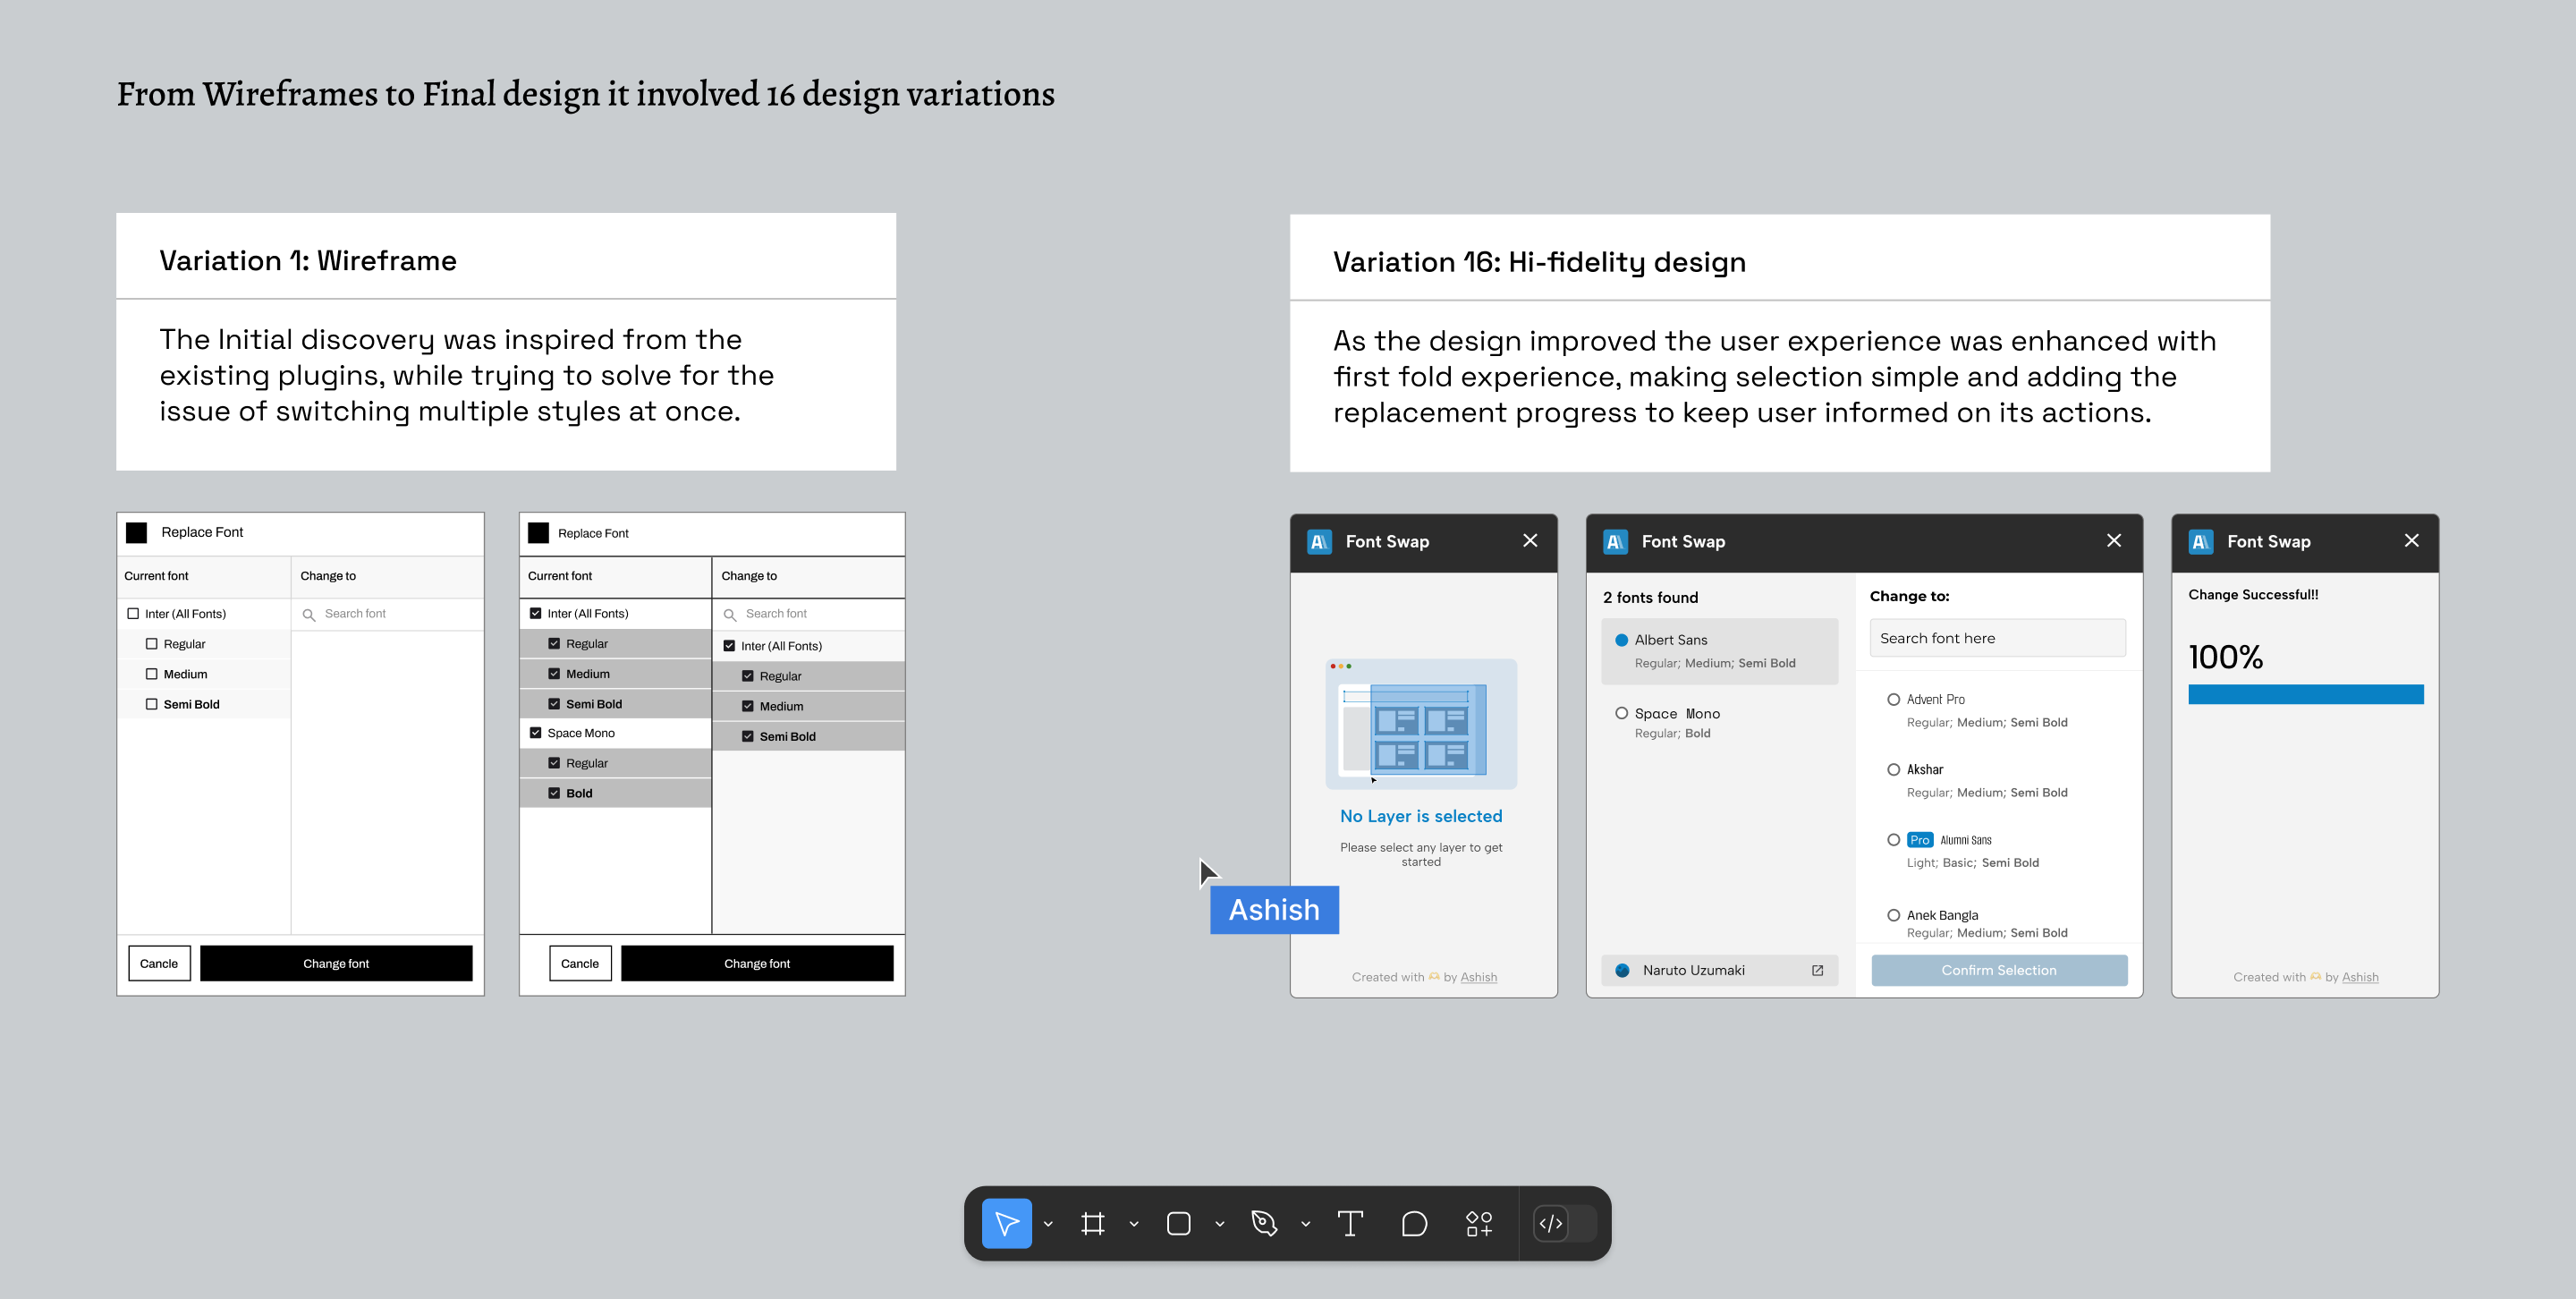 From Wireframes to Final design it involved 16 design variations
Variation 1: Wireframe
The Initial discovery was inspired from the
existing plugins, while trying to solve for the
issue of switching multiple styles at once.
Replace Font
Current font
Change to
Inter (All Fonts)
Search font
Regular
Medium
Semi Bold
Cancle
Change font
Replace Font
Current font
Change to
Inter (All Fonts)
Regular
Medium
Semi Bold
Space Mono
Regular
Bold
Search font
Inter (All Fonts)
Regular
Medium
Semi Bold
Cancle
Change font
Variation 16: Hi-fidelity design
As the design improved the user experience was enhanced with
first fold experience, making selection simple and adding the
replacement progress to keep user informed on its actions.
Font Swap
No Layer is selected
Please select any layer to get
started
Created with 🫶 by Ashish
Ashish
Font Swap
2 fonts found
Albert Sans
Regular; Medium; Semi Bold
Space Mono
Regular; Bold
Naruto Uzumaki
Change to:
Search font here
Advent Pro
Regular; Medium; Semi Bold
Akshar
Regular; Medium; Semi Bold
Pro Alumni Sans
Light; Basic; Semi Bold
Anek Bangla
Regular; Medium; Semi Bold
Confirm Selection
Font Swap
Change Successful!!
100%
Created with 🫶 by Ashish